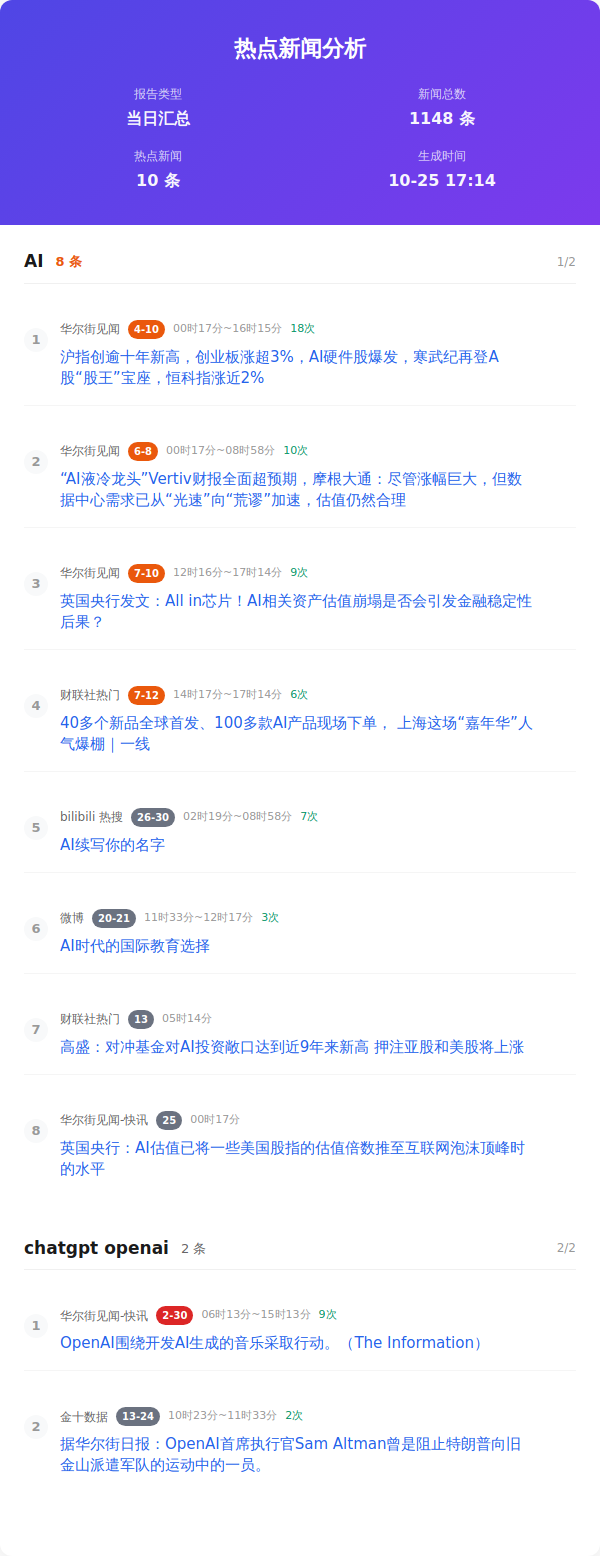 热点新闻分析
报告类型
当日汇总
新闻总数
1148 条
热点新闻
10 条
生成时间
10-25 17:14
AI 8 条 1/2
1
华尔街见闻 4-10 00时17分~16时15分 18次
沪指创逾十年新高，创业板涨超3%，AI硬件股爆发，寒武纪再登A
股“股王”宝座，恒科指涨近2%
2
华尔街见闻 6-8 00时17分~08时58分 10次
“AI液冷龙头”Vertiv财报全面超预期，摩根大通：尽管涨幅巨大，但数
据中心需求已从“光速”向“荒谬”加速，估值仍然合理
3
华尔街见闻 7-10 12时16分~17时14分 9次
英国央行发文：All in芯片！AI相关资产估值崩塌是否会引发金融稳定性
后果？
4
财联社热门 7-12 14时17分~17时14分 6次
40多个新品全球首发、100多款AI产品现场下单， 上海这场“嘉年华”人
气爆棚｜一线
5
bilibili 热搜 26-30 02时19分~08时58分 7次
AI续写你的名字
6
微博 20-21 11时33分~12时17分 3次
AI时代的国际教育选择
7
财联社热门 13 05时14分
高盛：对冲基金对AI投资敞口达到近9年来新高 押注亚股和美股将上涨
8
华尔街见闻-快讯 25 00时17分
英国央行：AI估值已将一些美国股指的估值倍数推至互联网泡沫顶峰时
的水平
chatgpt openai 2 条 2/2
1
华尔街见闻-快讯 2-30 06时13分~15时13分 9次
OpenAI围绕开发AI生成的音乐采取行动。（The Information）
2
金十数据 13-24 10时23分~11时33分 2次
据华尔街日报：OpenAI首席执行官Sam Altman曾是阻止特朗普向旧
金山派遣军队的运动中的一员。